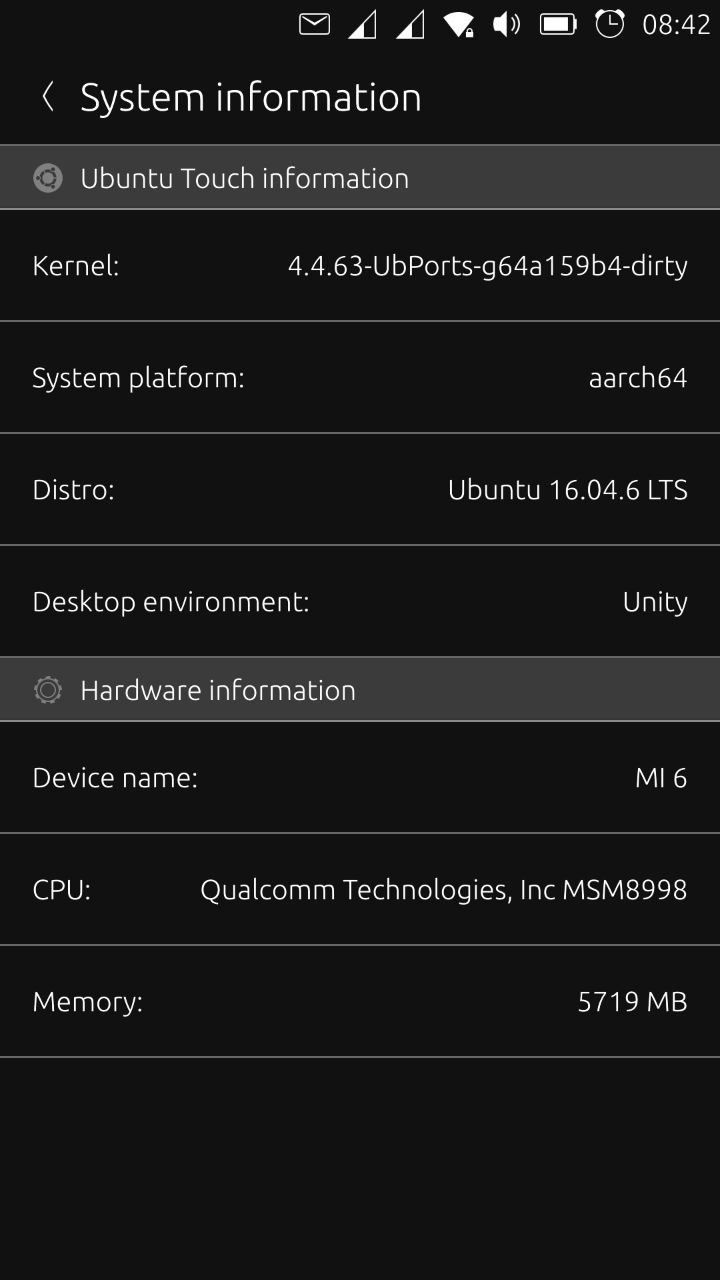 08:42
System information
Ubuntu Touch information
Kernel: 4.4.63-UbPorts-g64a159b4-dirty
System platform: aarch64
Distro: Ubuntu 16.04.6 LTS
Desktop environment: Unity
Hardware information
Device name: MI 6
CPU: Qualcomm Technologies, Inc MSM8998
Memory: 5719 MB